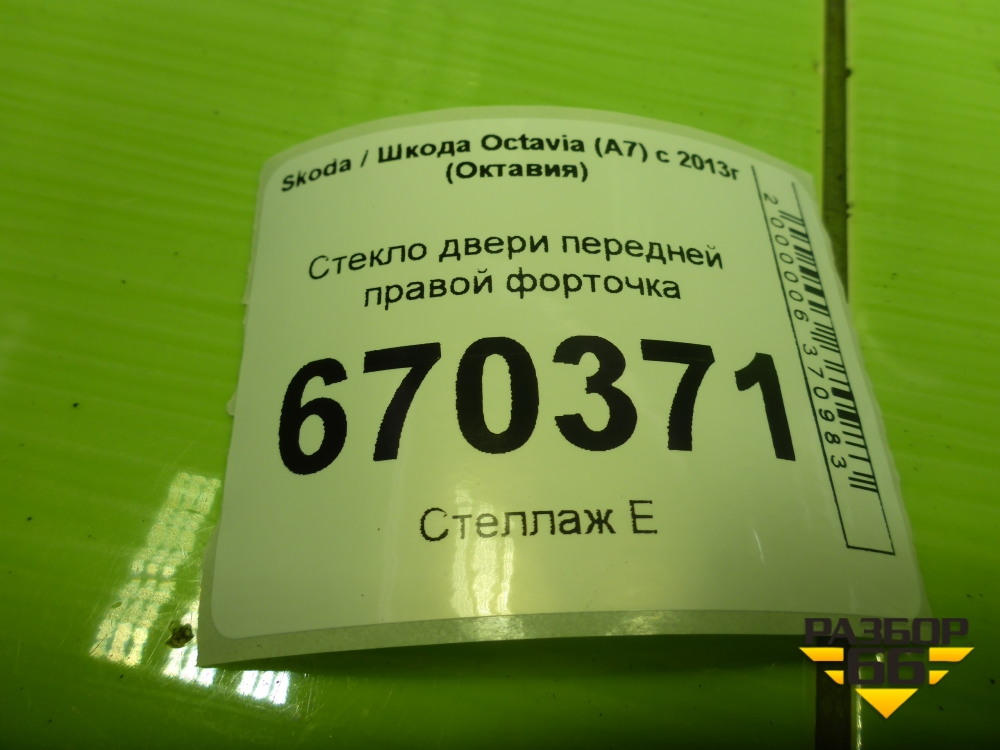 Skoda / Шкода Octavia (A7) с 2013г
(Октавия)
Стекло двери передней
правой форточка
670371
Стеллаж Е
2000006370983
РАЗБОР
66